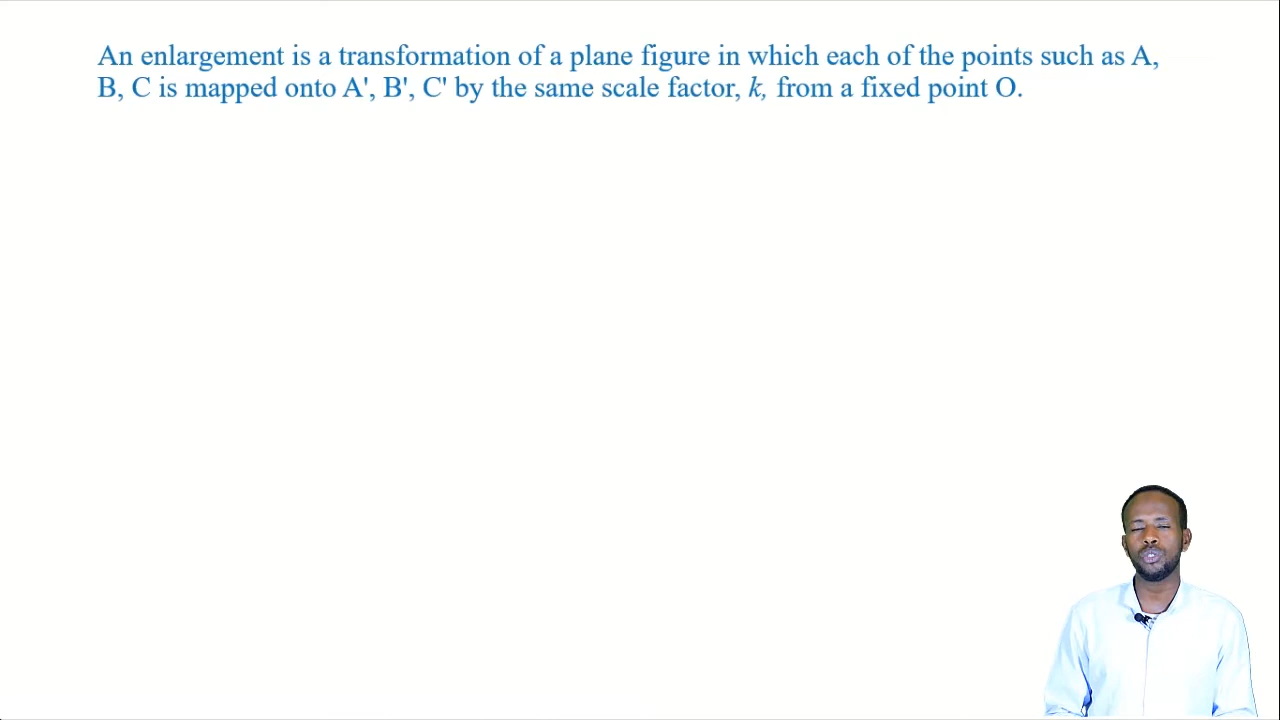 An enlargement is a transformation of a plane figure in which each of the points such as A,
B, C is mapped onto A', B', C' by the same scale factor, k, from a fixed point O.